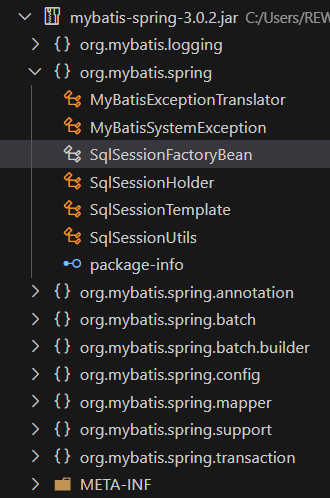 mybatis-spring-3.0.2.jar C:/Users/REW
{} org.mybatis.logging
{} org.mybatis.spring
MyBatisExceptionTranslator
MyBatisSystemException
SqlSessionFactoryBean
SqlSessionHolder
SqlSessionTemplate
SqlSessionUtils
package-info
{} org.mybatis.spring.annotation
{} org.mybatis.spring.batch
{} org.mybatis.spring.batch.builder
{} org.mybatis.spring.config
{} org.mybatis.spring.mapper
{} org.mybatis.spring.support
{} org.mybatis.spring.transaction
META-INF